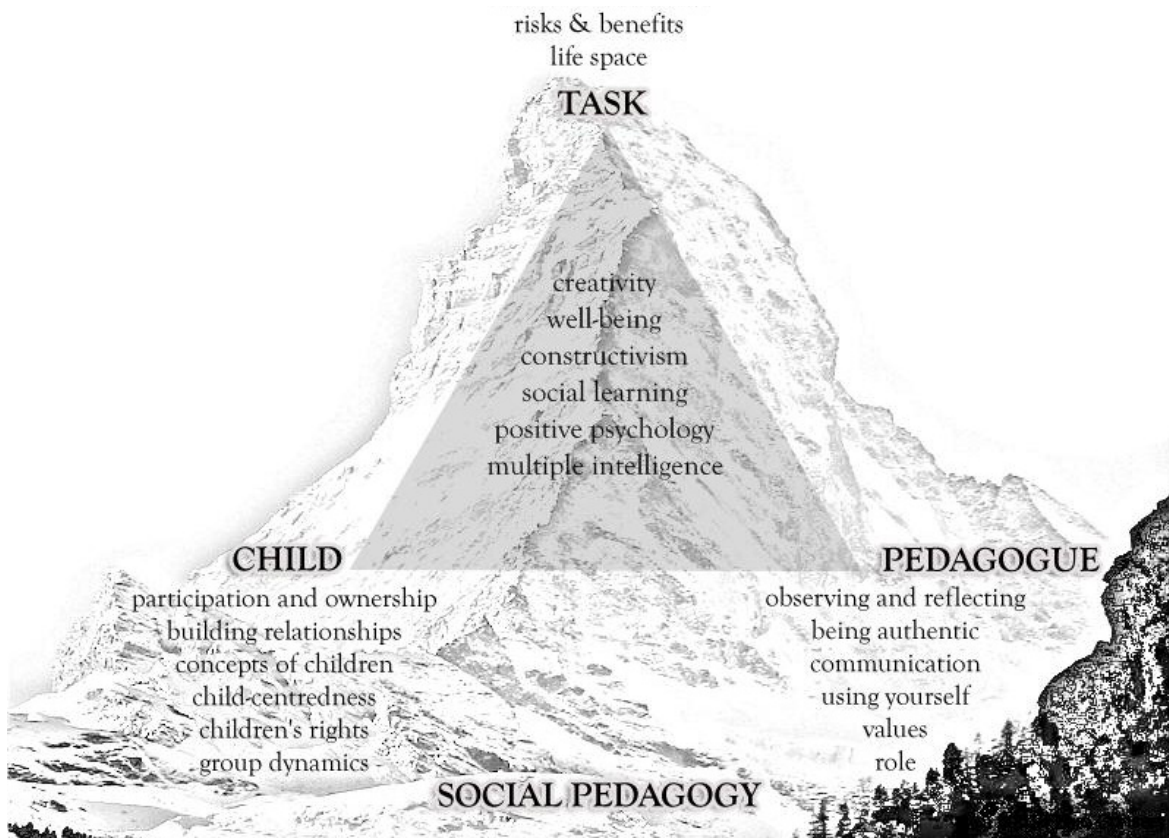 risks & benefits
life space
TASK
creativity
well-being
constructivism
social learning
positive psychology
multiple intelligence
CHILD
participation and ownership
building relationships
concepts of children
child-centredness
children's rights
group dynamics
PEDAGOGUE
observing and reflecting
being authentic
communication
using yourself
values
role
SOCIAL PEDAGOGY